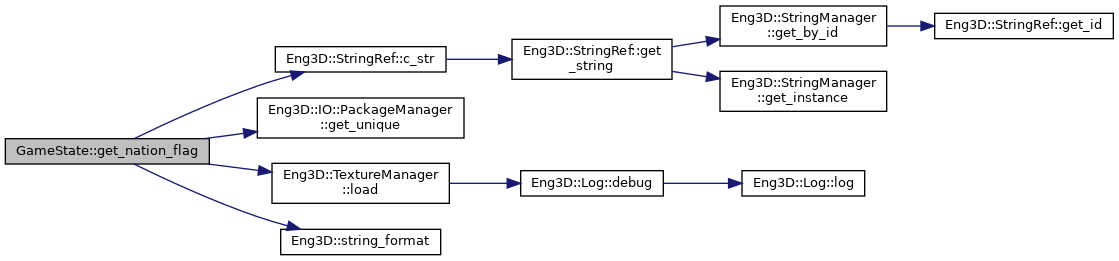 GameState::get_nation_flag
Eng3D::StringRef::c_str
Eng3D::IO::PackageManager
::get_unique
Eng3D::TextureManager
::load
Eng3D::string_format
Eng3D::StringRef::get
_string
Eng3D::Log::debug
Eng3D::StringManager
::get_by_id
Eng3D::StringManager
::get_instance
Eng3D::Log::log
Eng3D::StringRef::get_id